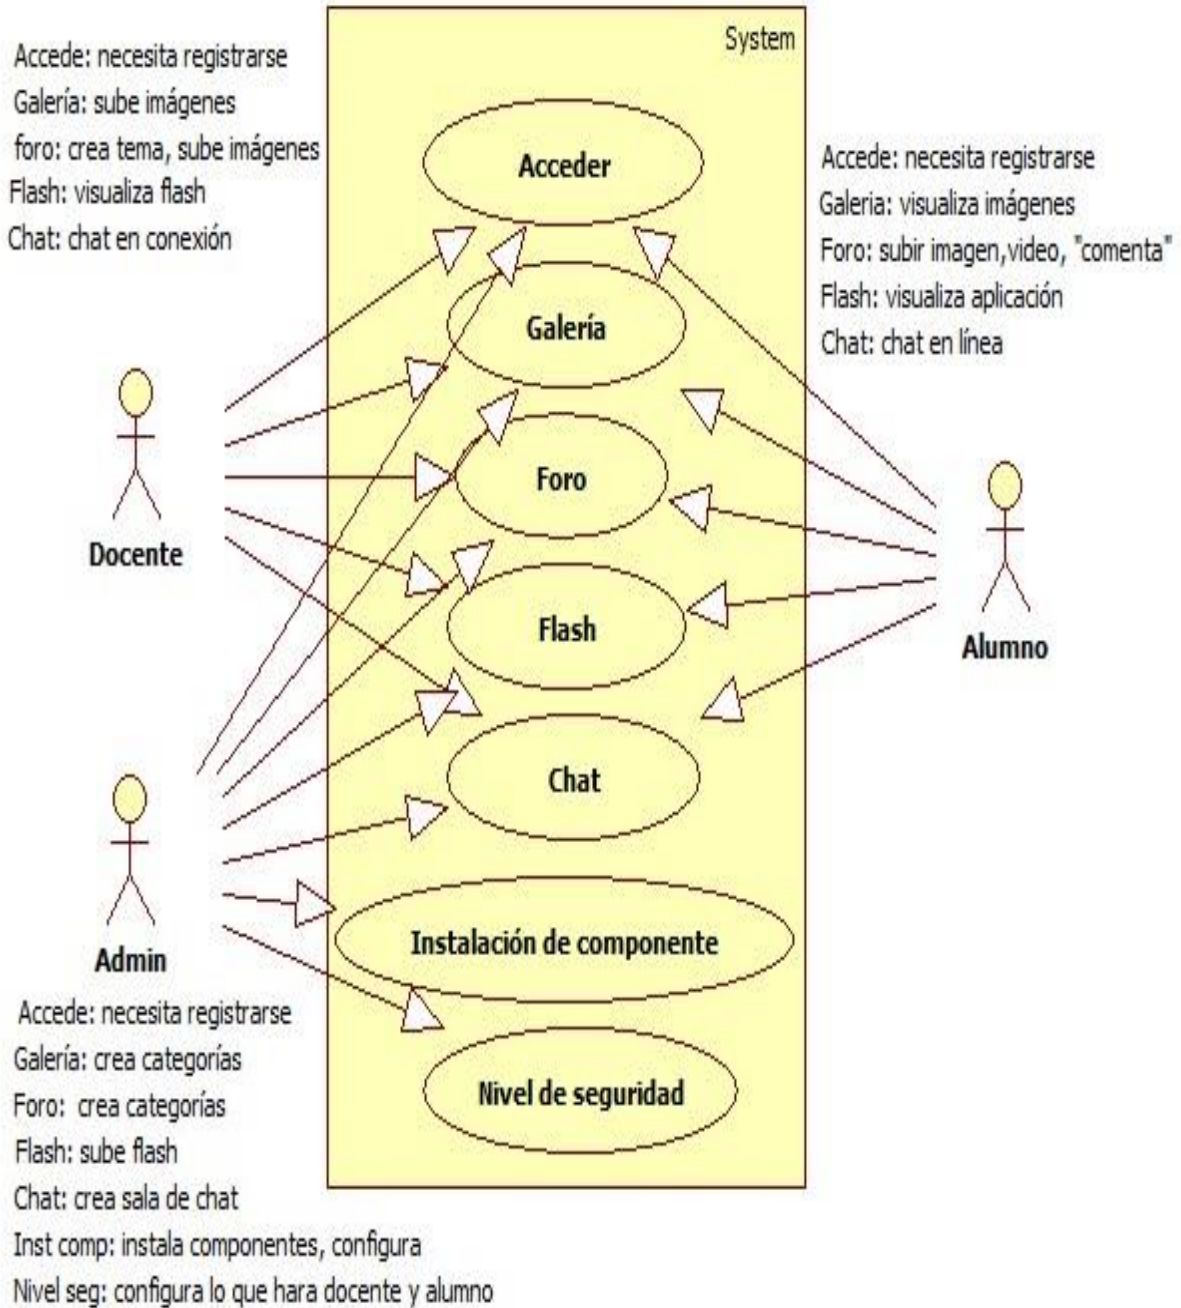 System
Accede: necesita registrarse
Galería: sube imágenes
foro: crea tema, sube imágenes
Flash: visualiza flash
Chat: chat en conexión
Accede: necesita registrarse
Galeria: visualiza imágenes
Foro: subir imagen,video, "comenta"
Flash: visualiza aplicación
Chat: chat en línea
Acceder
Galería
Foro
Flash
Chat
Instalación de componente
Nivel de seguridad
Docente
Alumno
Admin
Accede: necesita registrarse
Galería: crea categorías
Foro: crea categorías
Flash: sube flash
Chat: crea sala de chat
Inst comp: instala componentes, configura
Nivel seg: configura lo que hara docente y alumno